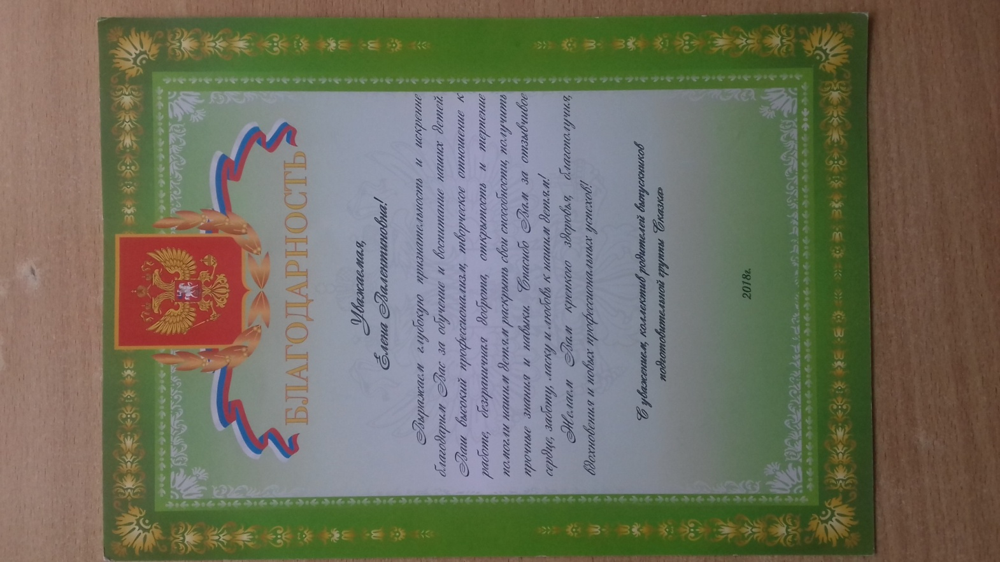 БЛАГОДАРНОСТЬ
Уважаемая,
Елена Валентиновна!
Выражаем глубокую признательность и искренне
благодарим Вас за обучение и воспитание наших детей.
Ваш высокий профессионализм, творческое отношение к
работе, безграничная доброта, открытость и терпение
помогли нашим детям раскрыть свои способности, получить
прочные знания и навыки. Спасибо Вам за отзывчивое
сердце, заботу, ласку и любовь к нашим детям!
Желаем Вам крепкого здоровья, благополучия,
вдохновения и новых профессиональных успехов!
С уважением, коллектив родителей выпускников
подготовительной групы Сказка»
2018г.